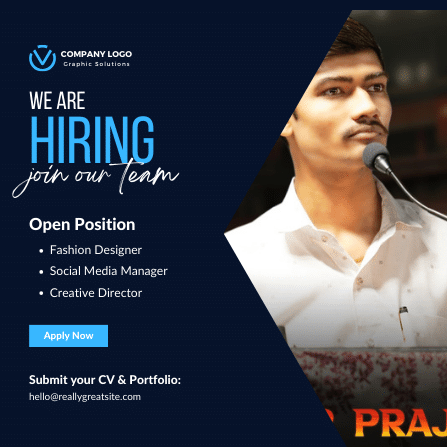 COMPANY LOGO
Graphic Solutions
WE ARE
HIRING
join our team
Open Position
Fashion Designer
Social Media Manager
Creative Director
Apply Now
Submit your CV & Portfolio:
hello@reallygreatsite.com